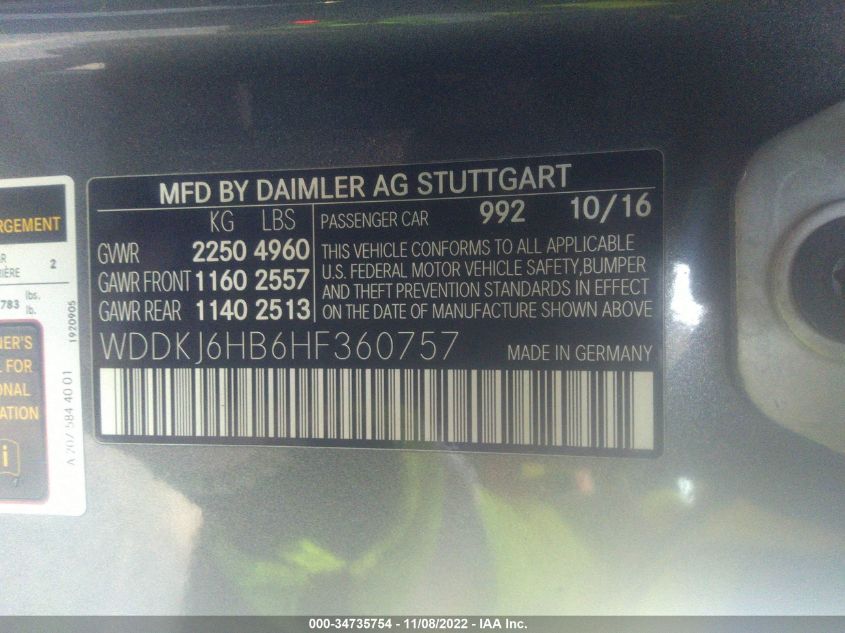 MFD BY DAIMLER AG STUTTGART
KG LBS
GVWR 2250 4960
GAWR FRONT 1160 2557
GAWR REAR 1140 2513
PASSENGER CAR 992 10/16
THIS VEHICLE CONFORMS TO ALL APPLICABLE
U.S. FEDERAL MOTOR VEHICLE SAFETY,BUMPER
AND THEFT PREVENTION STANDARDS IN EFFECT
ON THE DATE OF MANUFACTURE SHOWN ABOVE
WDDKJ6HB6HF360757 MADE IN GERMANY
RGEMENT
AR
IÈRE 2
783 lbs.
lb.
1920905
NER'S
L FOR
ONAL
ATION
i
A 207 584 40 01
000-34735754 - 11/08/2022 - IAA Inc.